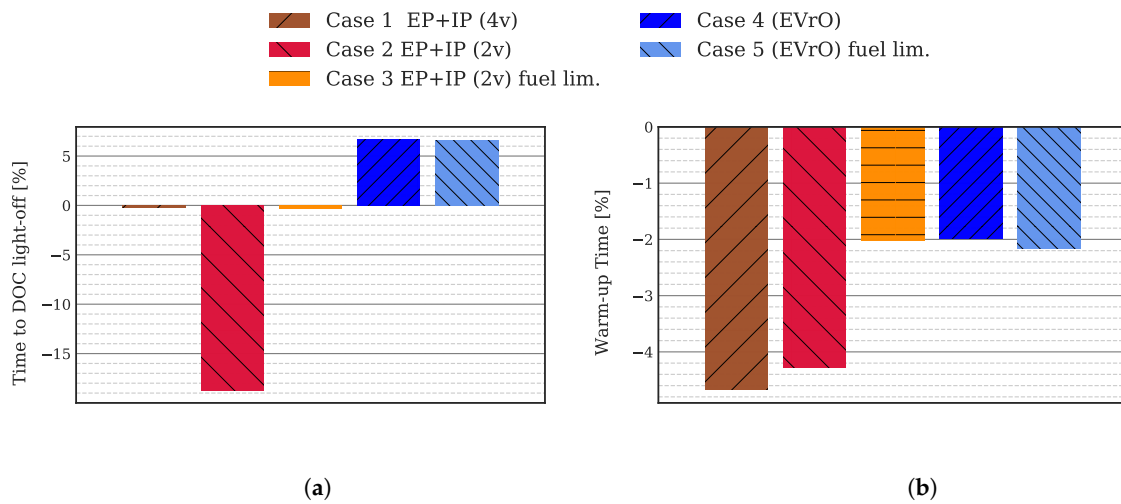 Case 1  EP+IP (4v)
Case 2 EP+IP (2v)
Case 3 EP+IP (2v) fuel lim.
Case 4 (EVrO)
Case 5 (EVrO) fuel lim.
Time to DOC light-off [%]
5
0
−5
−10
−15
(a)
Warm-up Time [%]
0
−1
−2
−3
−4
(b)